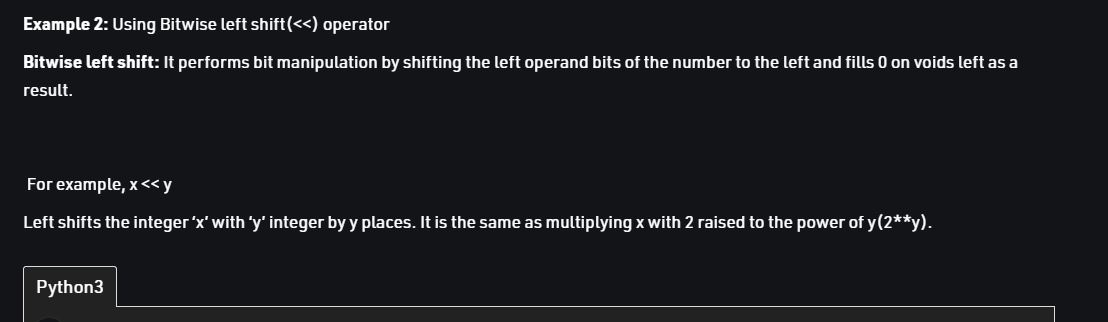 Example 2: Using Bitwise left shift(<<) operator
Bitwise left shift: It performs bit manipulation by shifting the left operand bits of the number to the left and fills 0 on voids left as a
result.
For example, x << y
Left shifts the integer ‘x’ with ‘y’ integer by y places. It is the same as multiplying x with 2 raised to the power of y(2**y).
Python3